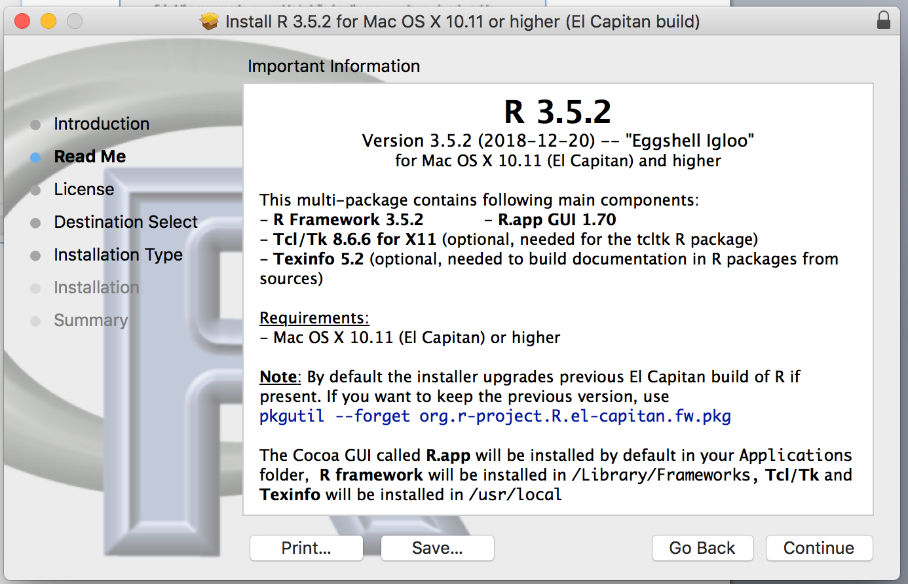 Install R 3.5.2 for Mac OS X 10.11 or higher (El Capitan build)
Important Information
Introduction
Read Me
License
Destination Select
Installation Type
Installation
Summary
R 3.5.2
Version 3.5.2 (2018-12-20) -- "Eggshell Igloo"
for Mac OS X 10.11 (El Capitan) and higher
This multi-package contains following main components:
- R Framework 3.5.2 - R.app GUI 1.70
- Tcl/Tk 8.6.6 for X11 (optional, needed for the tcltk R package)
- Texinfo 5.2 (optional, needed to build documentation in R packages from
sources)
Requirements:
- Mac OS X 10.11 (El Capitan) or higher
Note: By default the installer upgrades previous El Capitan build of R if
present. If you want to keep the previous version, use
pkgutil --forget org.r-project.R.el-capitan.fw.pkg
The Cocoa GUI called R.app will be installed by default in your Applications
folder, R framework will be installed in /Library/Frameworks, Tcl/Tk and
Texinfo will be installed in /usr/local
Print...
Save...
Go Back
Continue